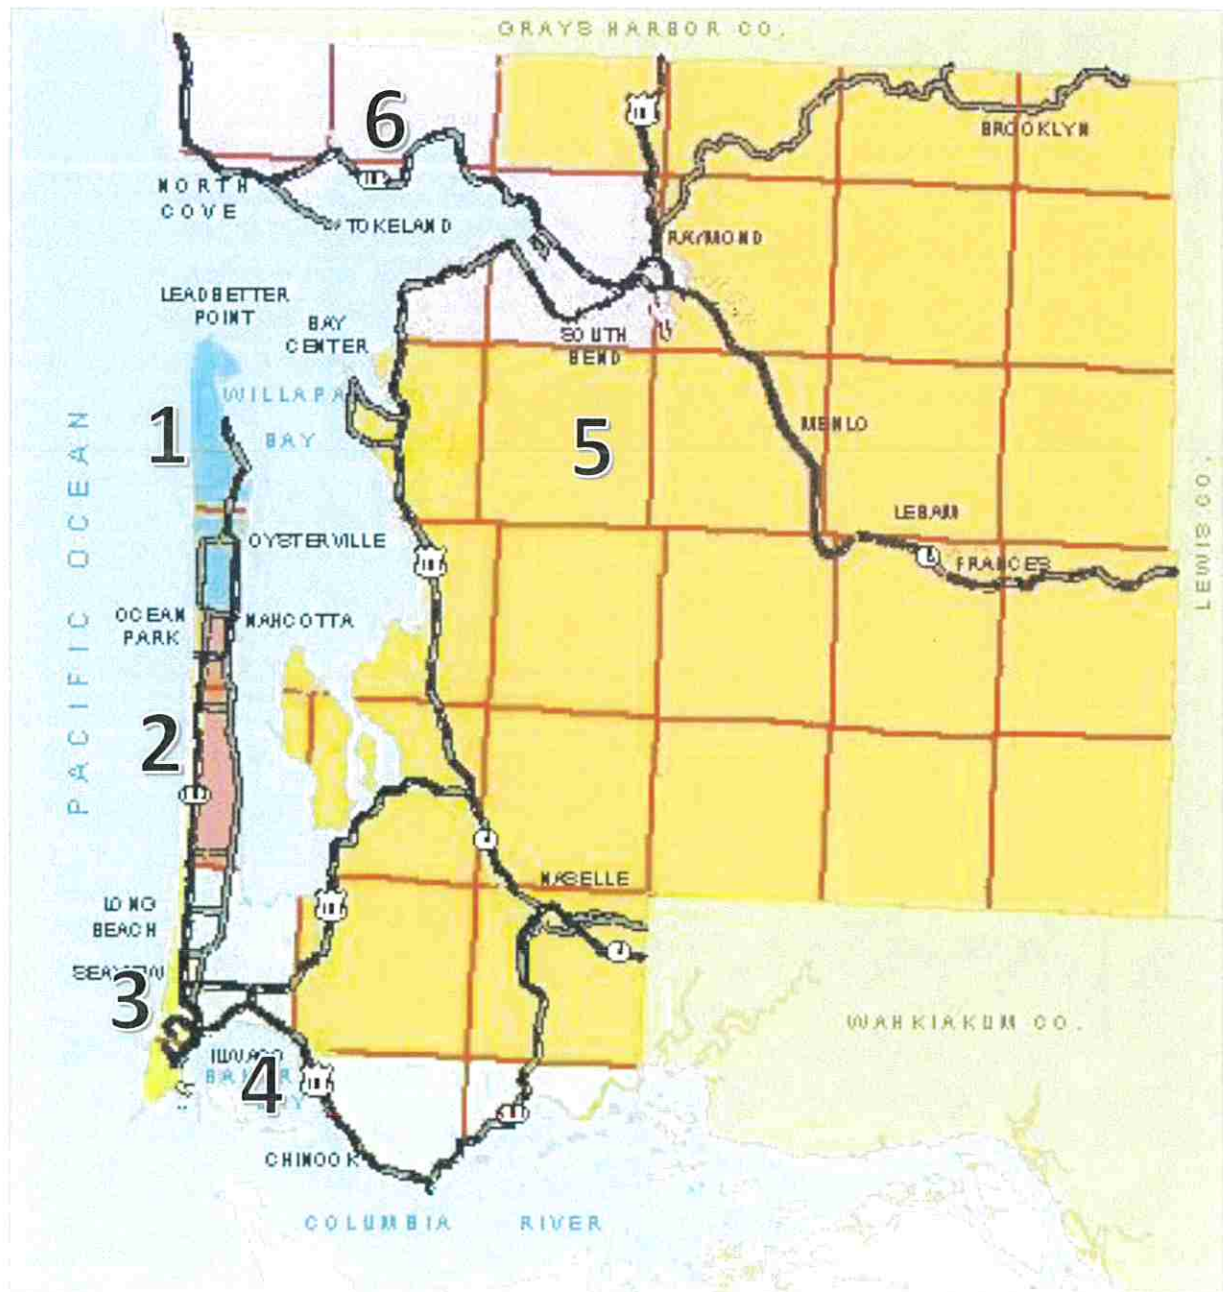 GRAYS HARBOR CO.
6
BROOKLYN
NORTH
COVE
TOKELAND
RAYMOND
LEADBETTER
POINT
BAY
CENTER
SOUTH
BEND
WILLAPA
BAY
1
5
MENLO
PACIFIC OCEAN
LEWIS CO.
LEBAM
OYSTERVILLE
FRANCES
OCEAN
PARK
NAHCOTTA
2
NASELLE
LONG
BEACH
SEAVIEW
3
WAHKIAKUM CO.
ILWACO
4
CHINOOK
COLUMBIA RIVER